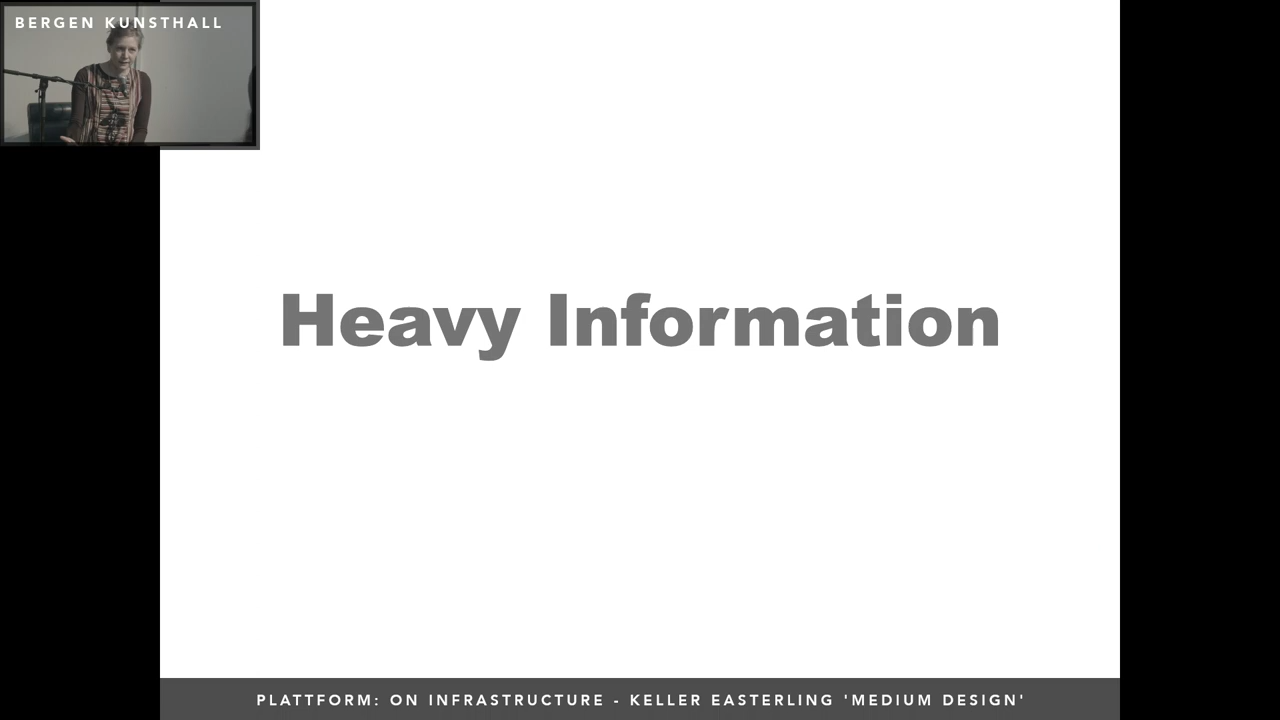 BERGEN KUNSTHALL
Heavy Information
PLATTFORM: ON INFRASTRUCTURE - KELLER EASTERLING 'MEDIUM DESIGN'